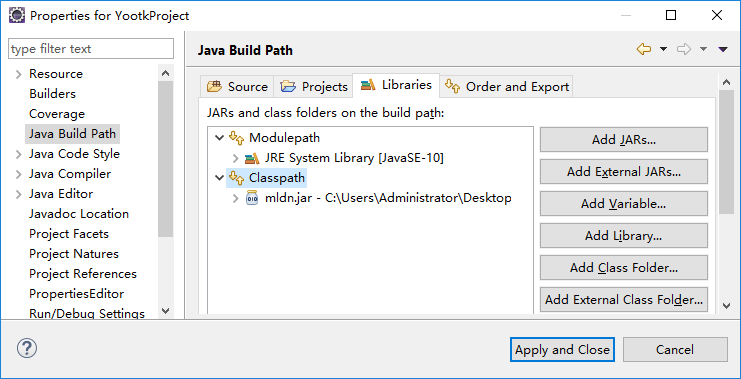 Properties for YootkProject
type filter text
Resource
Builders
Coverage
Java Build Path
Java Code Style
Java Compiler
Java Editor
Javadoc Location
Project Facets
Project Natures
Project References
PropertiesEditor
Run/Debug Settings
Java Build Path
Source Projects Libraries Order and Export
JARs and class folders on the build path:
Modulepath
JRE System Library [JavaSE-10]
Classpath
mldn.jar - C:\Users\Administrator\Desktop
Add JARs...
Add External JARs...
Add Variable...
Add Library...
Add Class Folder...
Add External Class Folder...
Apply and Close
Cancel